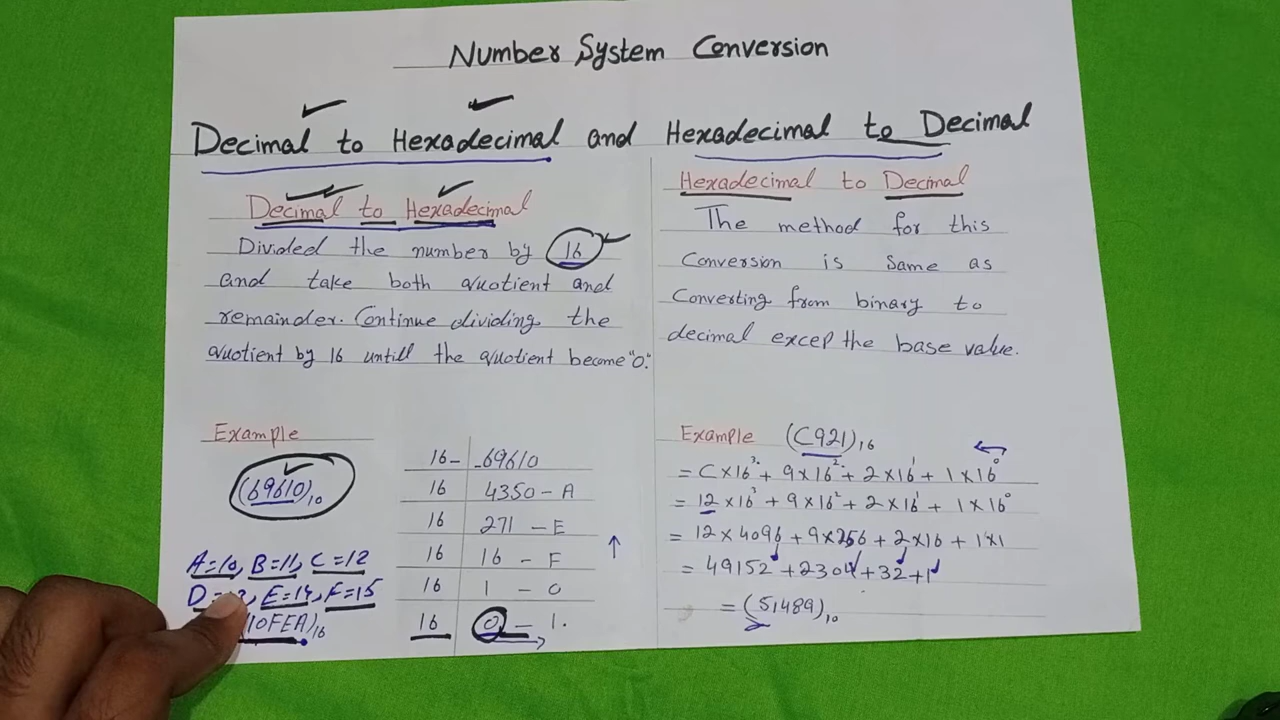 Number System Conversion
Decimal to Hexadecimal and Hexadecimal to Decimal
Decimal to Hexadecimal
Divided the number by 16
and take both quotient and
remainder. Continue dividing the
quotient by 16 untill the quotient become "0."
Example
(69610)₁₀
A=10, B=11, C=12
D=13, E=14, F=15
(10FEA)₁₆
16 - 69610
16 4350 - A
16 271 - E
16 16 - F
16 1 - 0
16 0 - 1.
Hexadecimal to Decimal
The method for this
Conversion is Same as
Converting from binary to
decimal excep the base value.
Example (C921)₁₆
= C×16³ + 9×16² + 2×16¹ + 1×16⁰
= 12×16³ + 9×16² + 2×16¹ + 1×16⁰
= 12×4096 + 9×256 + 2×16 + 1×1
= 49152 + 2304 + 32 + 1
= (51489)₁₀